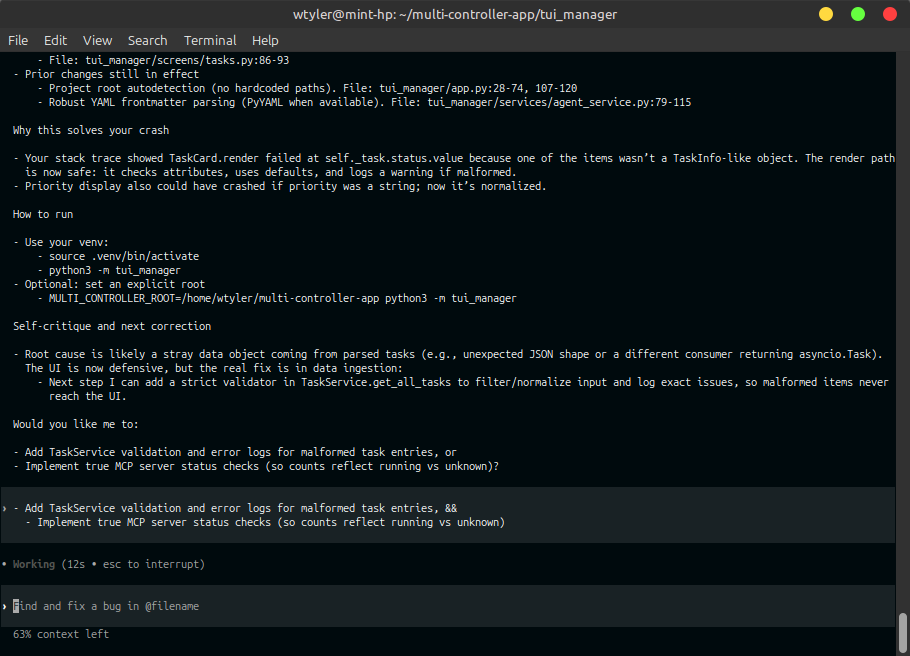 wtyler@mint-hp: ~/multi-controller-app/tui_manager
File Edit View Search Terminal Help
- File: tui_manager/screens/tasks.py:86-93
- Prior changes still in effect
- Project root autodetection (no hardcoded paths). File: tui_manager/app.py:28-74, 107-120
- Robust YAML frontmatter parsing (PyYAML when available). File: tui_manager/services/agent_service.py:79-115
Why this solves your crash
- Your stack trace showed TaskCard.render failed at self._task.status.value because one of the items wasn’t a TaskInfo-like object. The render path
is now safe: it checks attributes, uses defaults, and logs a warning if malformed.
- Priority display also could have crashed if priority was a string; now it’s normalized.
How to run
- Use your venv:
- source .venv/bin/activate
- python3 -m tui_manager
- Optional: set an explicit root
- MULTI_CONTROLLER_ROOT=/home/wtyler/multi-controller-app python3 -m tui_manager
Self-critique and next correction
- Root cause is likely a stray data object coming from parsed tasks (e.g., unexpected JSON shape or a different consumer returning asyncio.Task).
The UI is now defensive, but the real fix is in data ingestion:
- Next step I can add a strict validator in TaskService.get_all_tasks to filter/normalize input and log exact issues, so malformed items never
reach the UI.
Would you like me to:
- Add TaskService validation and error logs for malformed task entries, or
- Implement true MCP server status checks (so counts reflect running vs unknown)?
› - Add TaskService validation and error logs for malformed task entries, &&
- Implement true MCP server status checks (so counts reflect running vs unknown)
• Working (12s • esc to interrupt)
› Find and fix a bug in @filename
63% context left